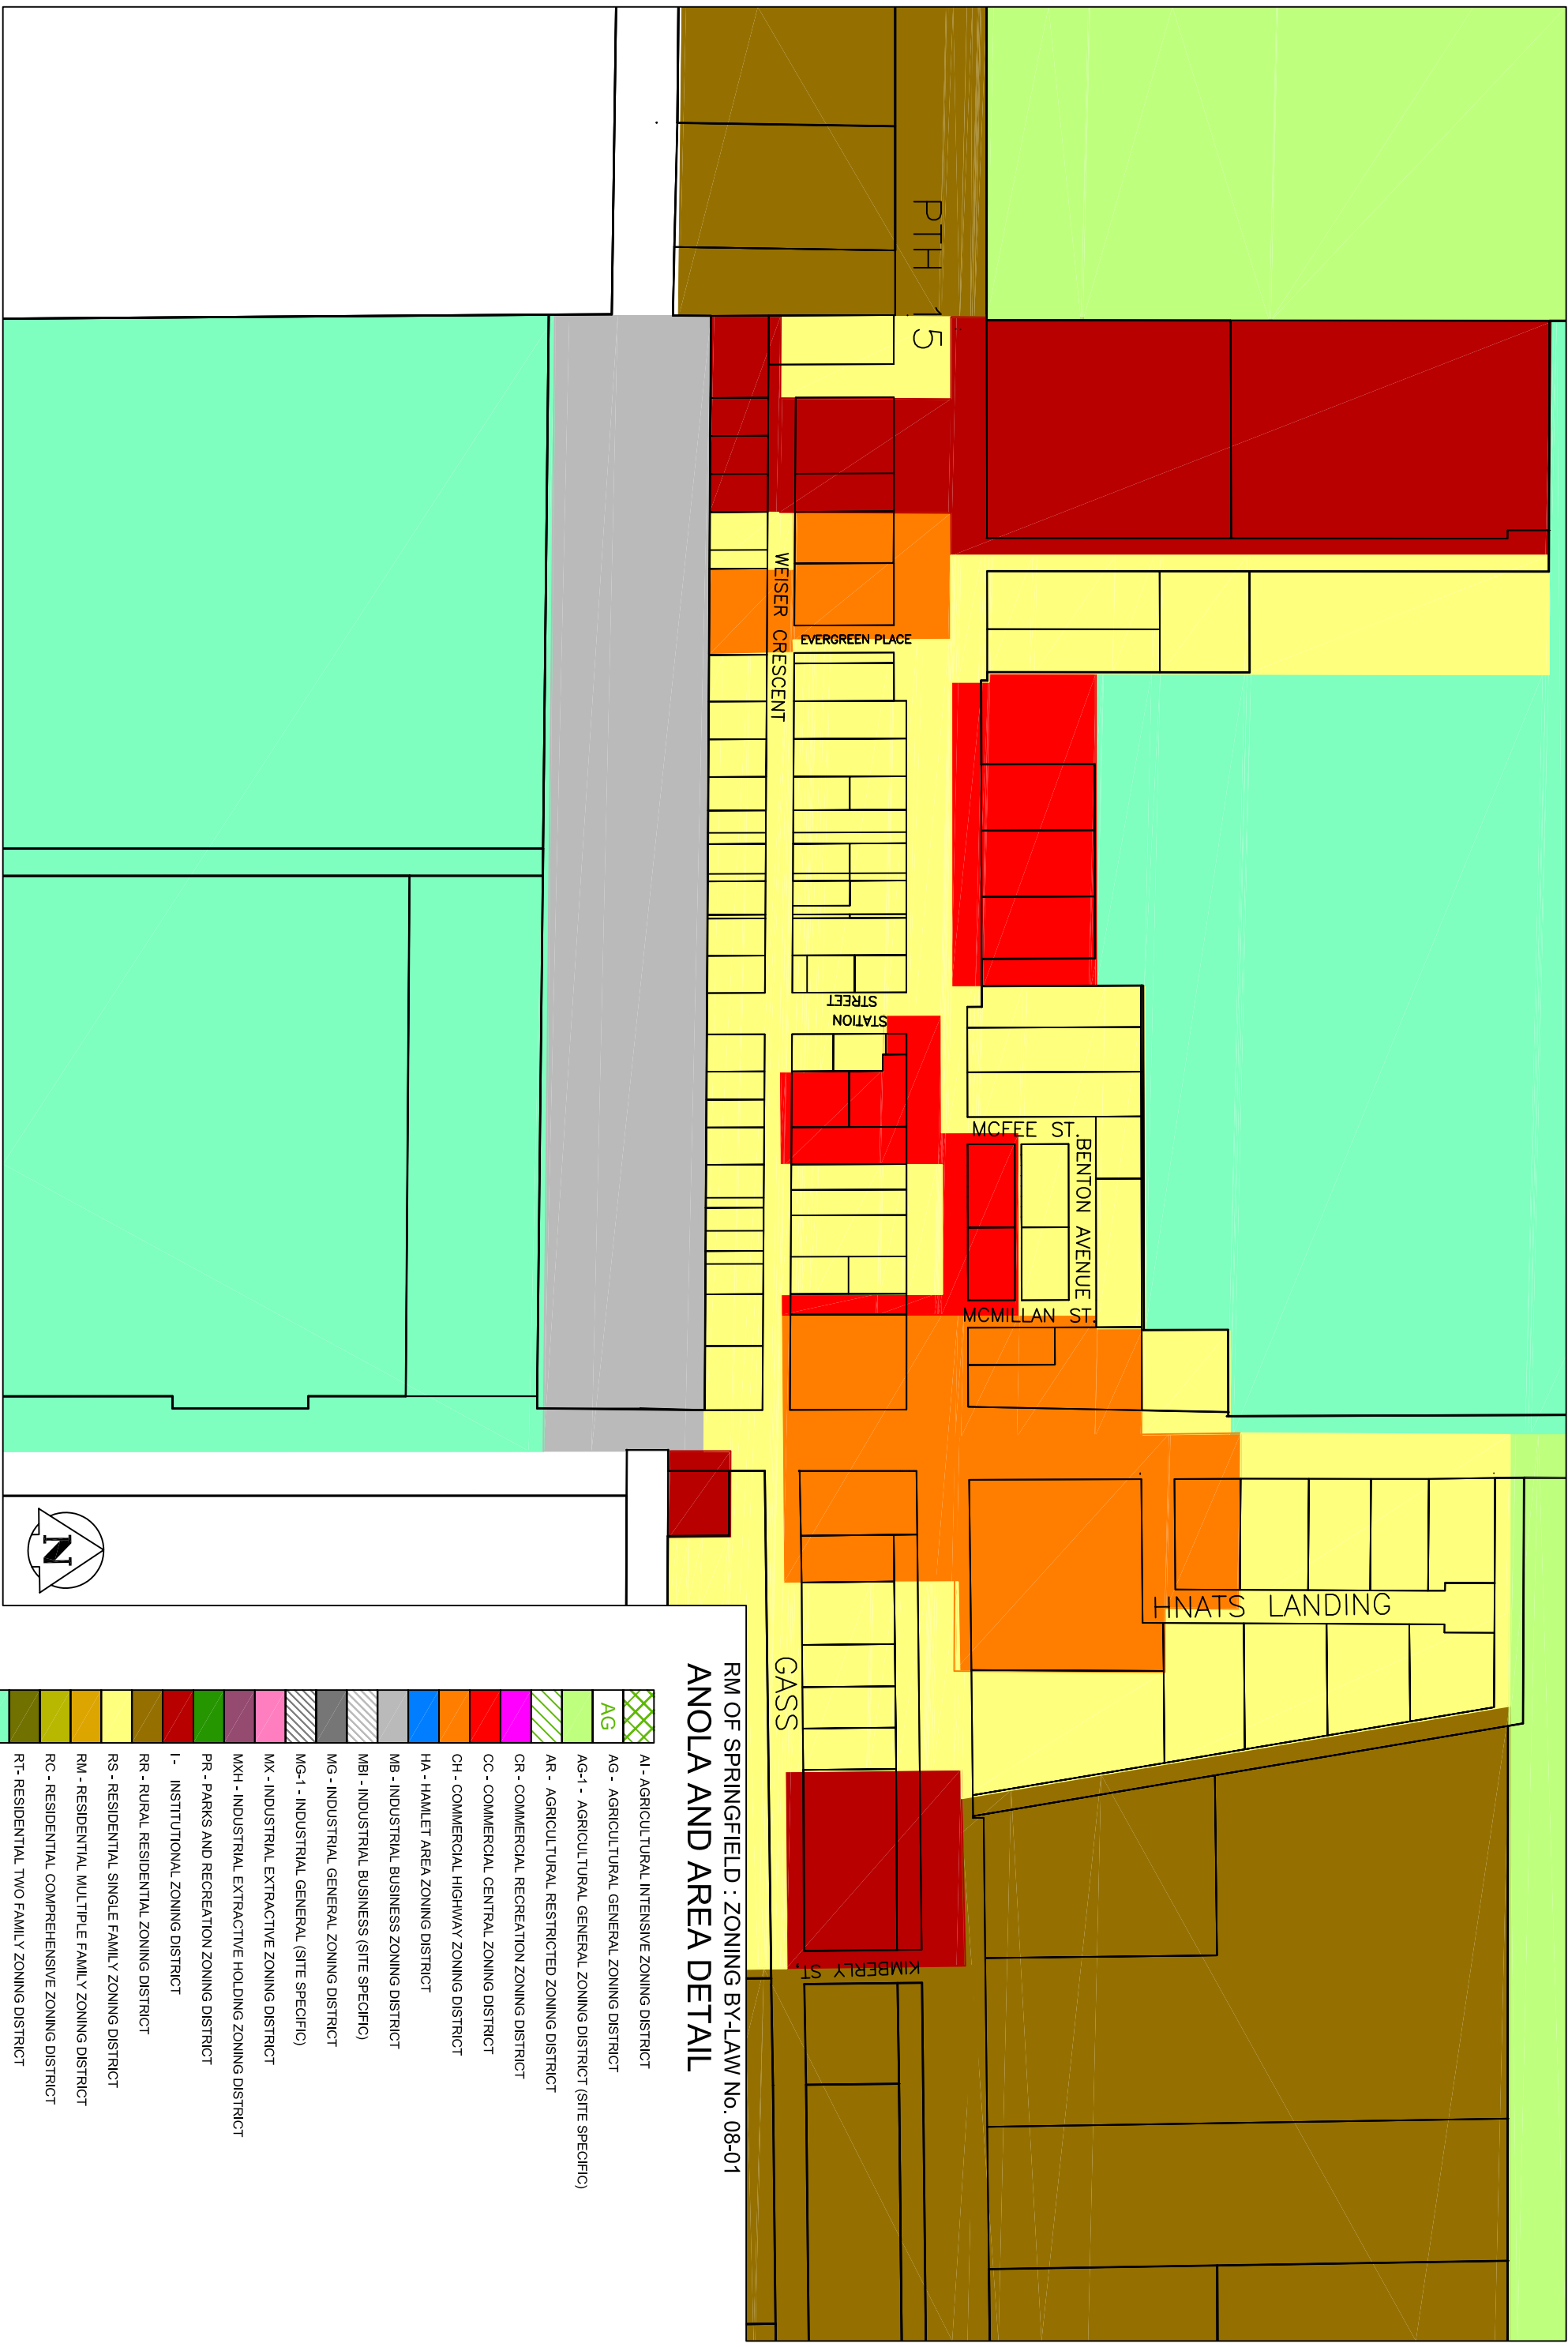 PTH 15
WEISER CRESCENT
EVERGREEN PLACE
STATION
STREET
MCFEE ST.
BENTON AVENUE
MCMILLAN ST.
HNATS LANDING
GASS
KIMBERLY ST.
N
RM OF SPRINGFIELD : ZONING BY-LAW No. 08-01
ANOLA AND AREA DETAIL
AI - AGRICULTURAL INTENSIVE ZONING DISTRICT
AG AG - AGRICULTURAL GENERAL ZONING DISTRICT
AG-1 - AGRICULTURAL GENERAL ZONING DISTRICT (SITE SPECIFIC)
AR - AGRICULTURAL RESTRICTED ZONING DISTRICT
CR - COMMERCIAL RECREATION ZONING DISTRICT
CC - COMMERCIAL CENTRAL ZONING DISTRICT
CH - COMMERCIAL HIGHWAY ZONING DISTRICT
HA - HAMLET AREA ZONING DISTRICT
MB - INDUSTRIAL BUSINESS ZONING DISTRICT
MBI - INDUSTRIAL BUSINESS (SITE SPECIFIC)
MG - INDUSTRIAL GENERAL ZONING DISTRICT
MG-1 - INDUSTRIAL GENERAL (SITE SPECIFIC)
MX - INDUSTRIAL EXTRACTIVE ZONING DISTRICT
MXH - INDUSTRIAL EXTRACTIVE HOLDING ZONING DISTRICT
PR - PARKS AND RECREATION ZONING DISTRICT
I - INSTITUTIONAL ZONING DISTRICT
RR - RURAL RESIDENTIAL ZONING DISTRICT
RS - RESIDENTIAL SINGLE FAMILY ZONING DISTRICT
RM - RESIDENTIAL MULTIPLE FAMILY ZONING DISTRICT
RC - RESIDENTIAL COMPREHENSIVE ZONING DISTRICT
RT- RESIDENTIAL TWO FAMILY ZONING DISTRICT